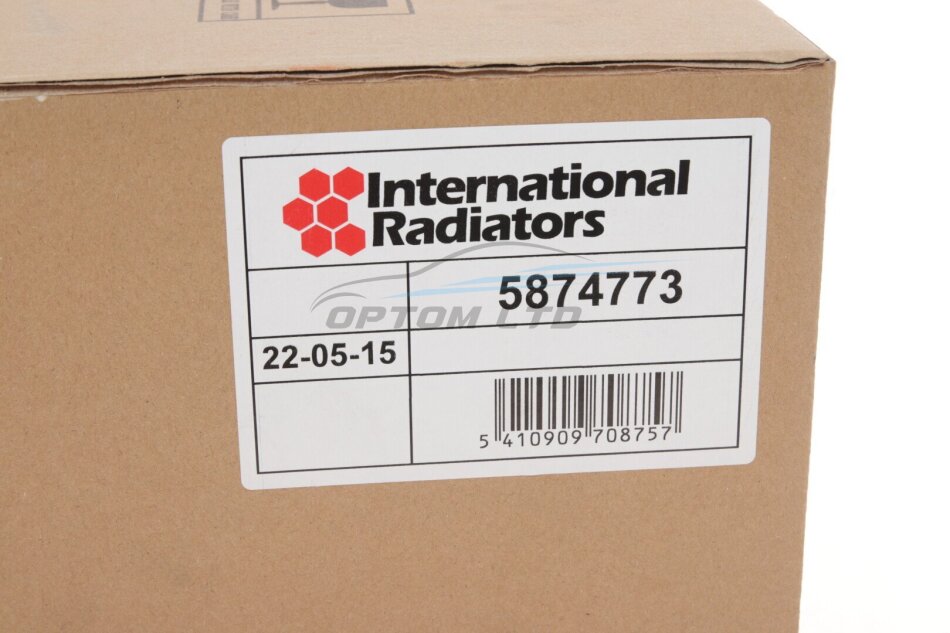 International
Radiators
5874773
OPTOM LTD
22-05-15
5 410909 708757